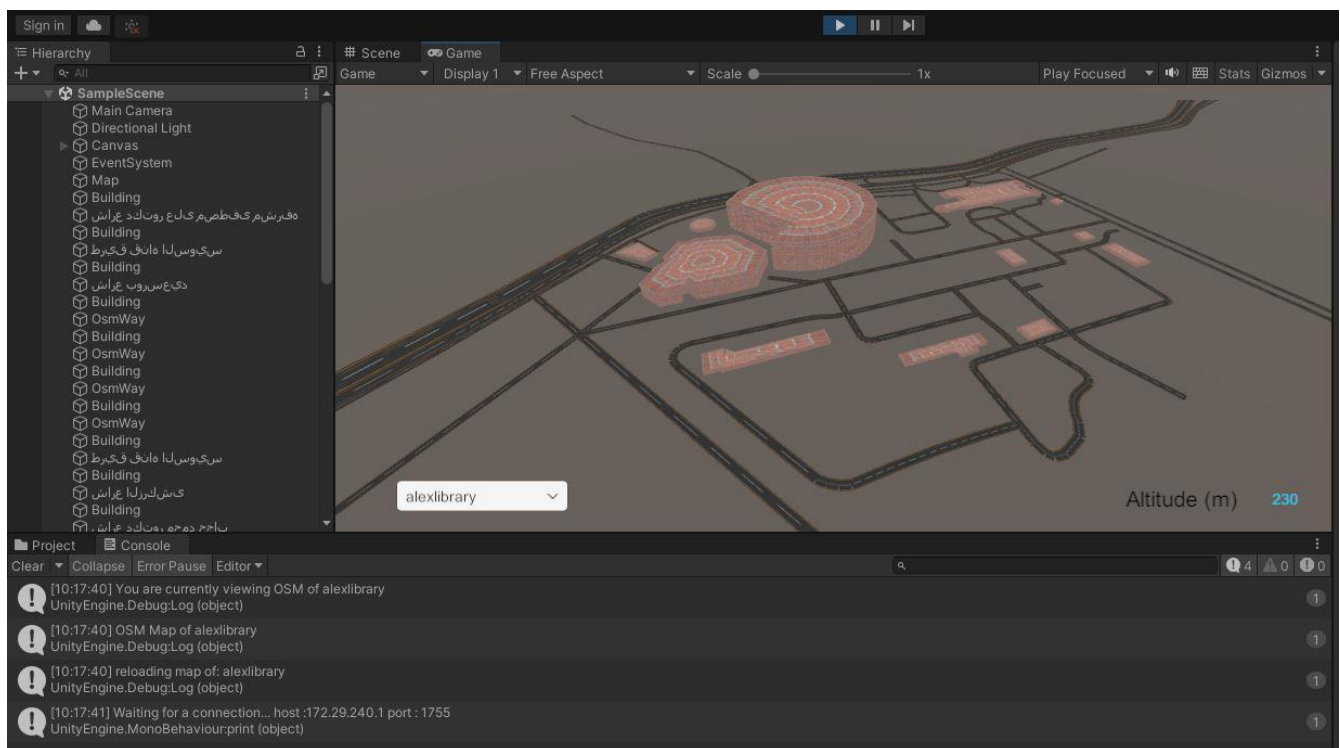 Sign in
Hierarchy
# Scene
Game
All
Game
Display 1
Free Aspect
Scale
1x
Play Focused
Stats
Gizmos
SampleScene
Main Camera
Directional Light
Canvas
EventSystem
Map
Building
Building
Building
Building
OsmWay
Building
OsmWay
Building
OsmWay
Building
OsmWay
Building
Building
Building
alexlibrary
Altitude (m) 230
Project
Console
Clear
Collapse
Error Pause
Editor
4
0
0
[10:17:40] You are currently viewing OSM of alexlibrary
UnityEngine.Debug:Log (object)
1
[10:17:40] OSM Map of alexlibrary
UnityEngine.Debug:Log (object)
1
[10:17:40] reloading map of: alexlibrary
UnityEngine.Debug:Log (object)
1
[10:17:41] Waiting for a connection... host :172.29.240.1 port : 1755
UnityEngine.MonoBehaviour:print (object)
1